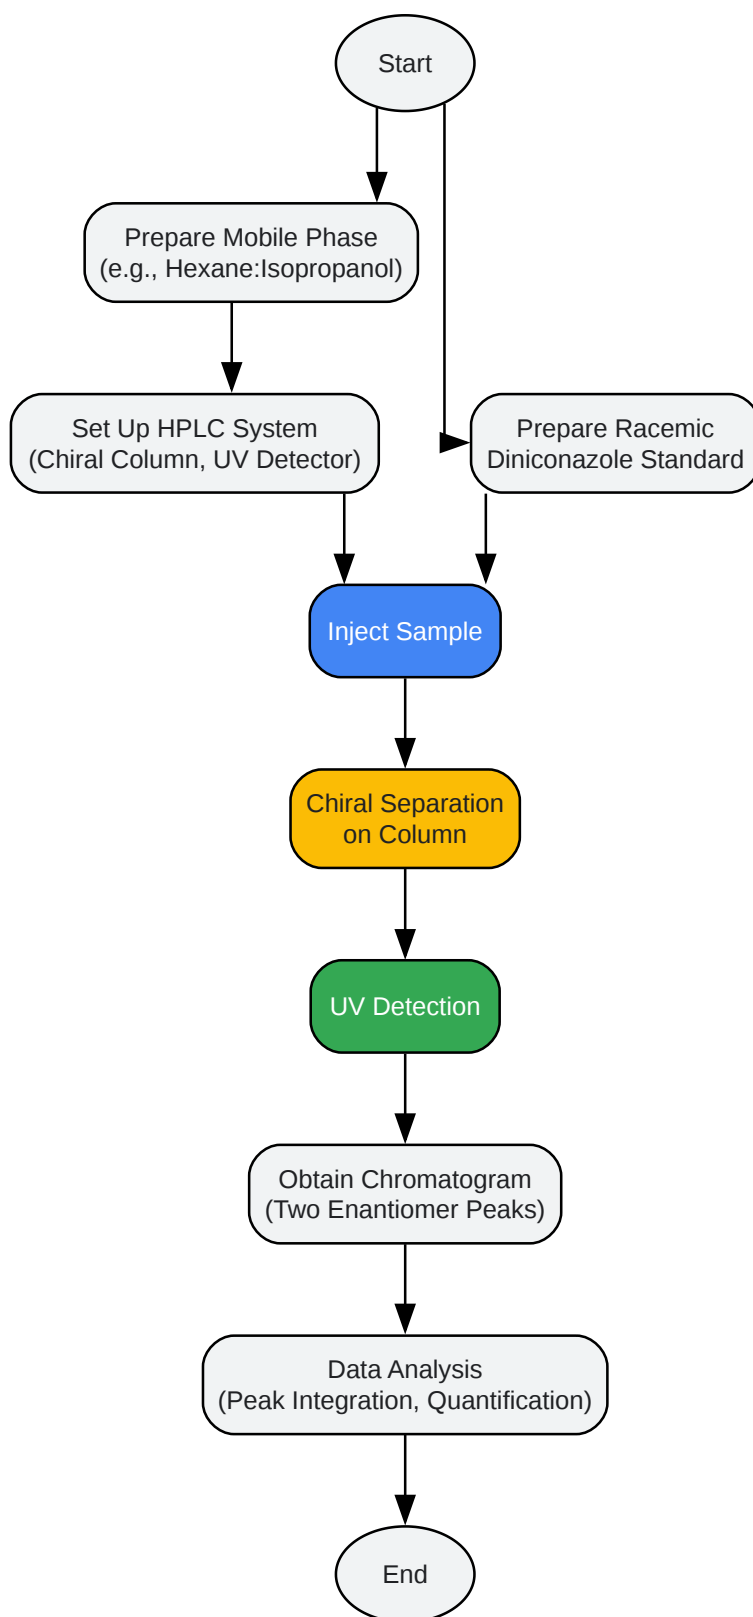 Start
Prepare Mobile Phase
(e.g., Hexane:Isopropanol)
Set Up HPLC System
(Chiral Column, UV Detector)
Prepare Racemic
Diniconazole Standard
Inject Sample
Chiral Separation
on Column
UV Detection
Obtain Chromatogram
(Two Enantiomer Peaks)
Data Analysis
(Peak Integration, Quantification)
End